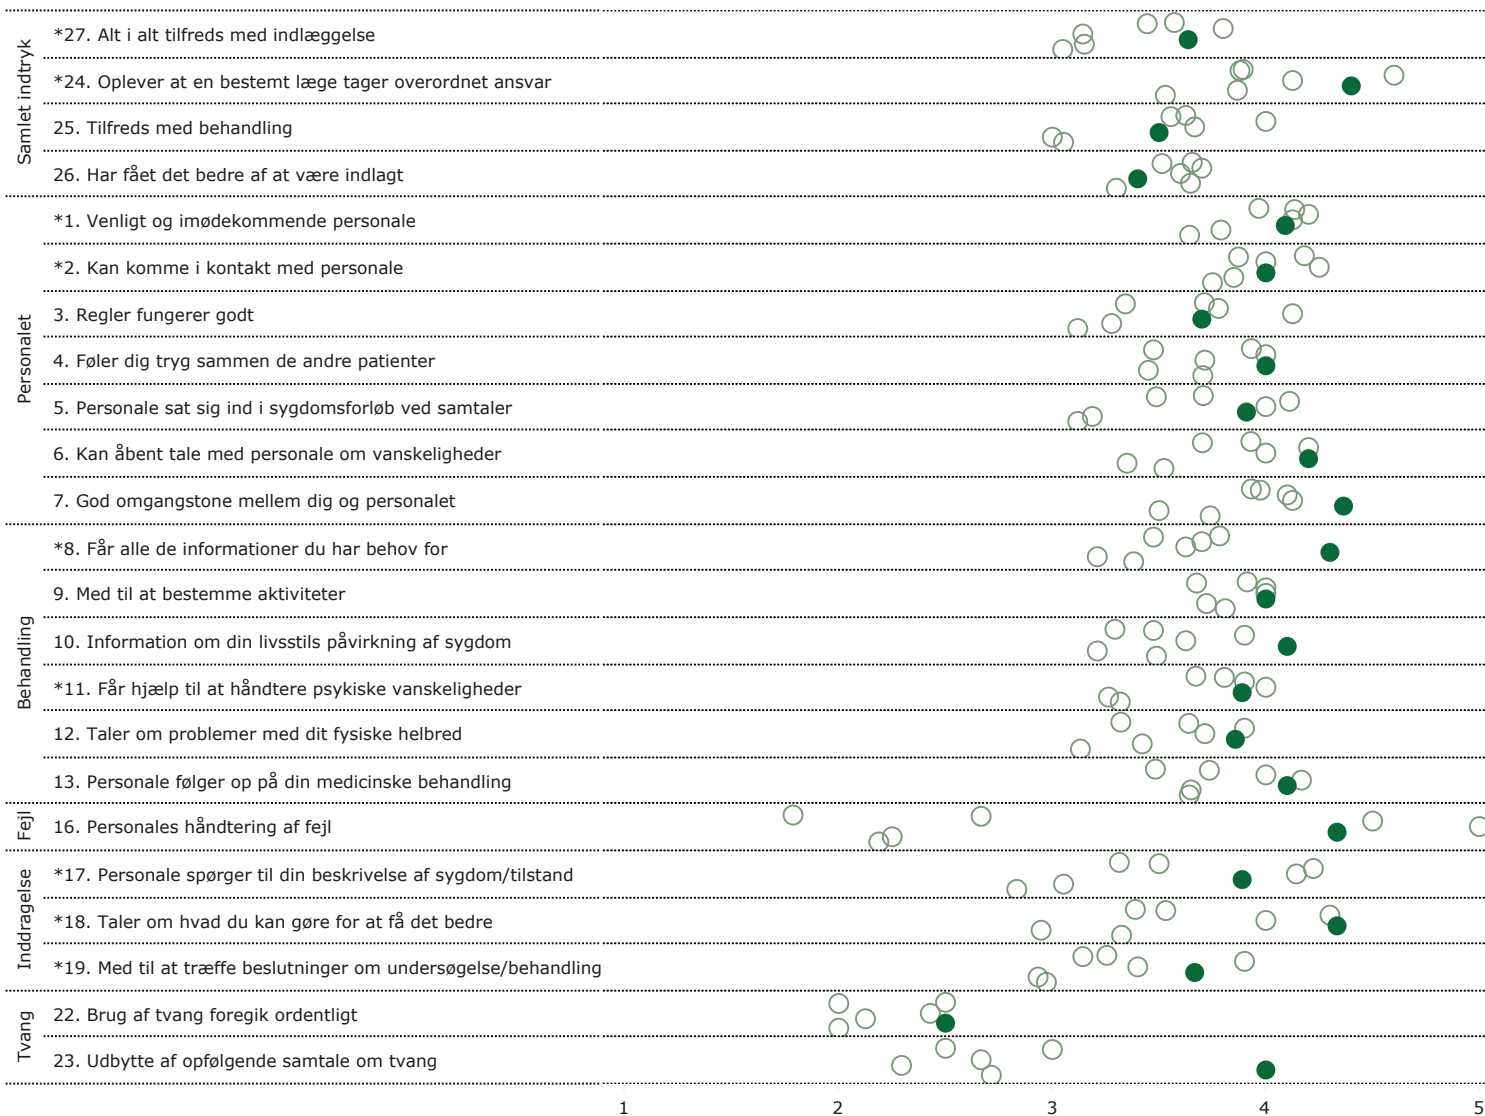 Samlet indtryk
*27. Alt i alt tilfreds med indlæggelse
*24. Oplever at en bestemt læge tager overordnet ansvar
25. Tilfreds med behandling
26. Har fået det bedre af at være indlagt
Personalet
*1. Venligt og imødekommende personale
*2. Kan komme i kontakt med personale
3. Regler fungerer godt
4. Føler dig tryg sammen de andre patienter
5. Personale sat sig ind i sygdomsforløb ved samtaler
6. Kan åbent tale med personale om vanskeligheder
7. God omgangstone mellem dig og personalet
Behandling
*8. Får alle de informationer du har behov for
9. Med til at bestemme aktiviteter
10. Information om din livsstils påvirkning af sygdom
*11. Får hjælp til at håndtere psykiske vanskeligheder
12. Taler om problemer med dit fysiske helbred
13. Personale følger op på din medicinske behandling
Fejl
16. Personales håndtering af fejl
Inddragelse
*17. Personale spørger til din beskrivelse af sygdom/tilstand
*18. Taler om hvad du kan gøre for at få det bedre
*19. Med til at træffe beslutninger om undersøgelse/behandling
Tvang
22. Brug af tvang foregik ordentligt
23. Udbytte af opfølgende samtale om tvang
1 2 3 4 5